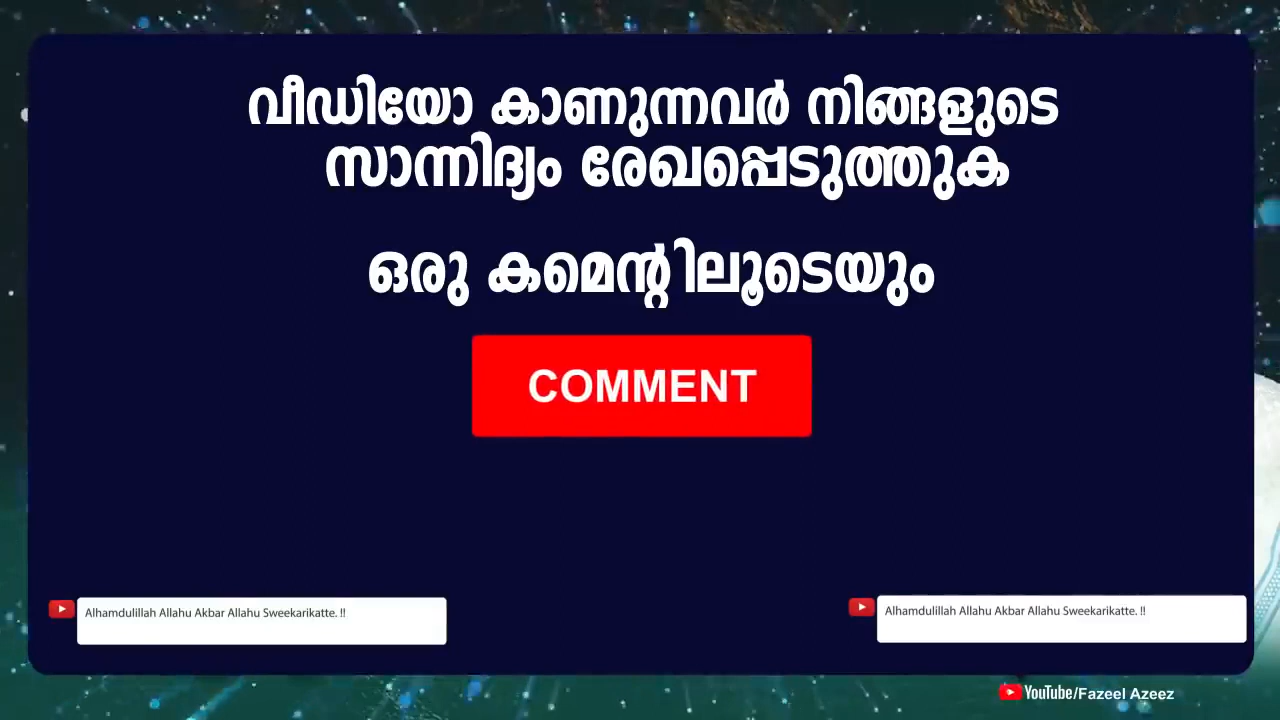 വീഡിയോ കാണുന്നവർ നിങ്ങളുടെ
സാന്നിദ്യം രേഖപ്പെടുത്തുക
ഒരു കമെന്റിലൂടെയും
COMMENT
Alhamdulillah Allahu Akbar Allahu Sweekarikatte. !!
Alhamdulillah Allahu Akbar Allahu Sweekarikatte. !!
YouTube/Fazeel Azeez